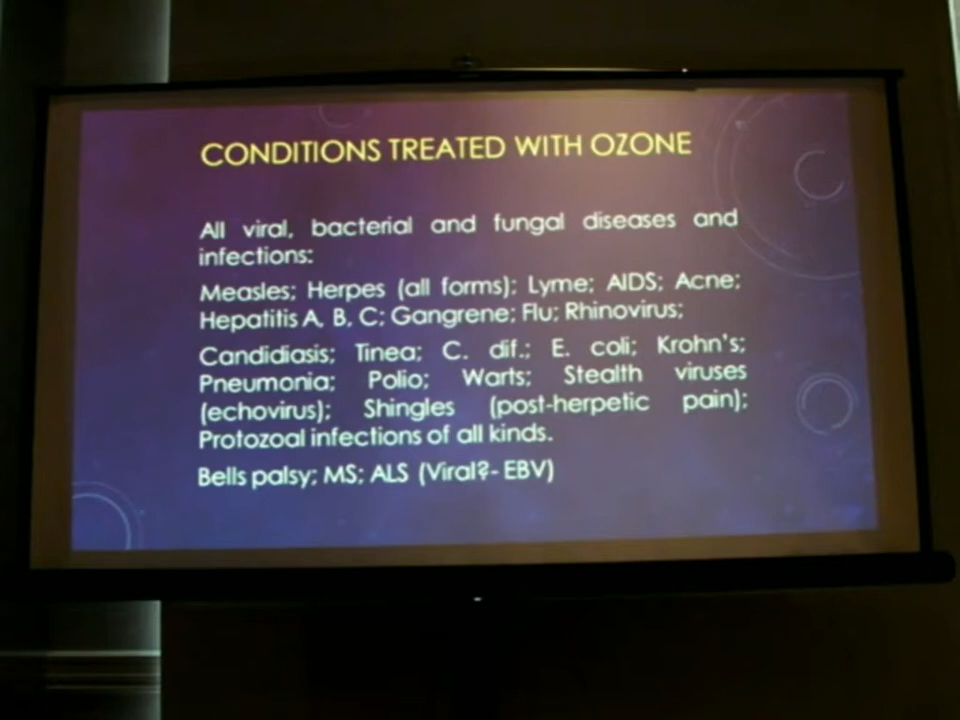 CONDITIONS TREATED WITH OZONE
All viral, bacterial and fungal diseases and
infections:
Measles; Herpes (all forms); Lyme; AIDS; Acne;
Hepatitis A, B, C; Gangrene; Flu; Rhinovirus;
Candidiasis; Tinea; C. dif.; E. coli; Krohn's;
Pneumonia; Polio; Warts; Stealth viruses
(echovirus); Shingles (post-herpetic pain);
Protozoal infections of all kinds.
Bells palsy; MS; ALS (Viral?- EBV)